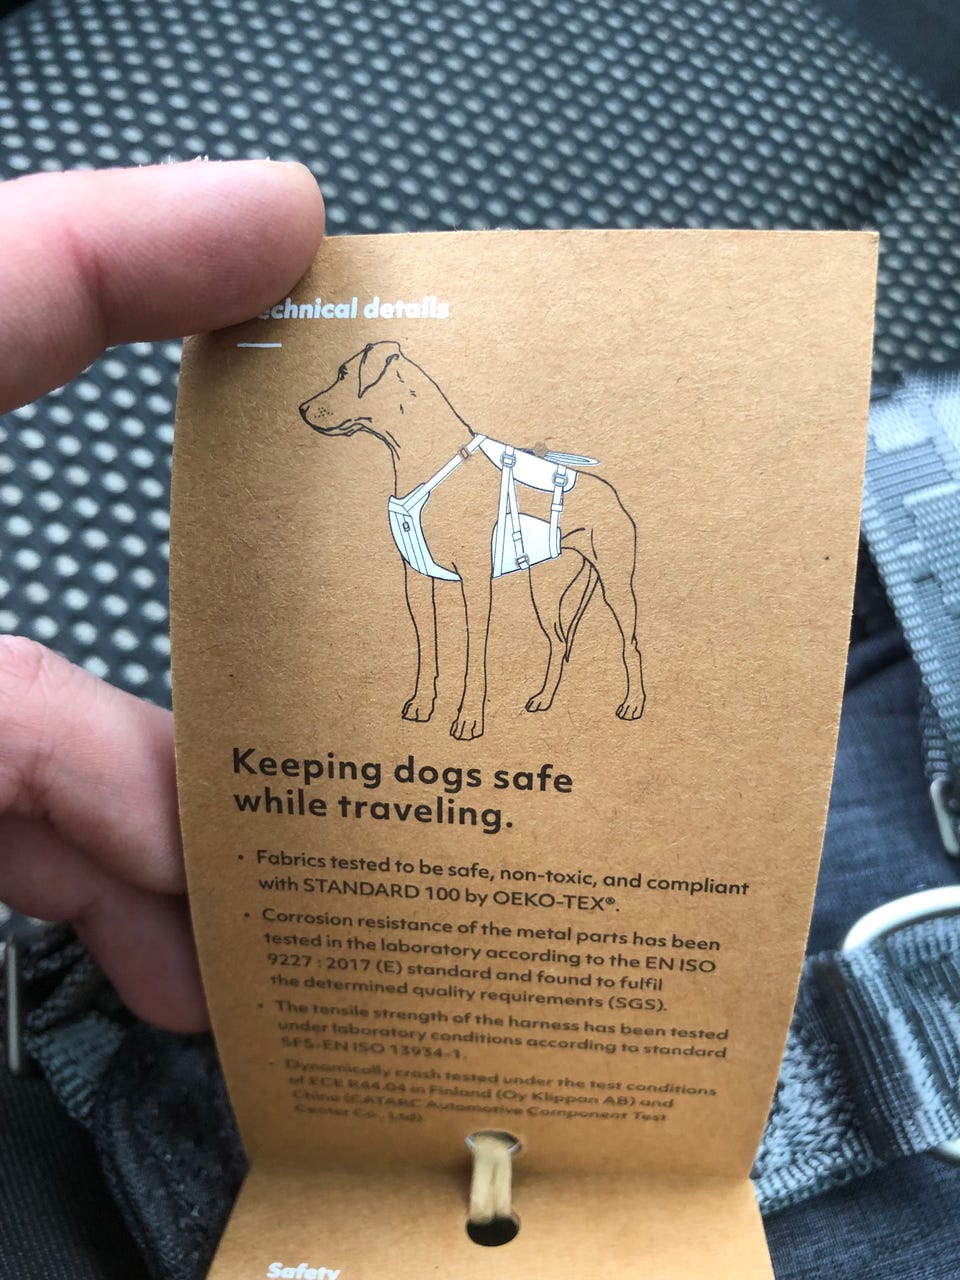 echnical details
Keeping dogs safe
while traveling.
• Fabrics tested to be safe, non-toxic, and compliant
with STANDARD 100 by OEKO-TEX®.
• Corrosion resistance of the metal parts has been
tested in the laboratory according to the EN ISO
9227 : 2017 (E) standard and found to fulfil
the determined quality requirements (SGS).
• The tensile strength of the harness has been tested
under laboratory conditions according to standard
SFS-EN ISO 13934-1.
• Dynamically crash tested under the test conditions
of ECE R44.04 in Finland (Oy Klippan AB) and
China (CATARC Automotive Component Test
Center Co., Ltd).
Safety